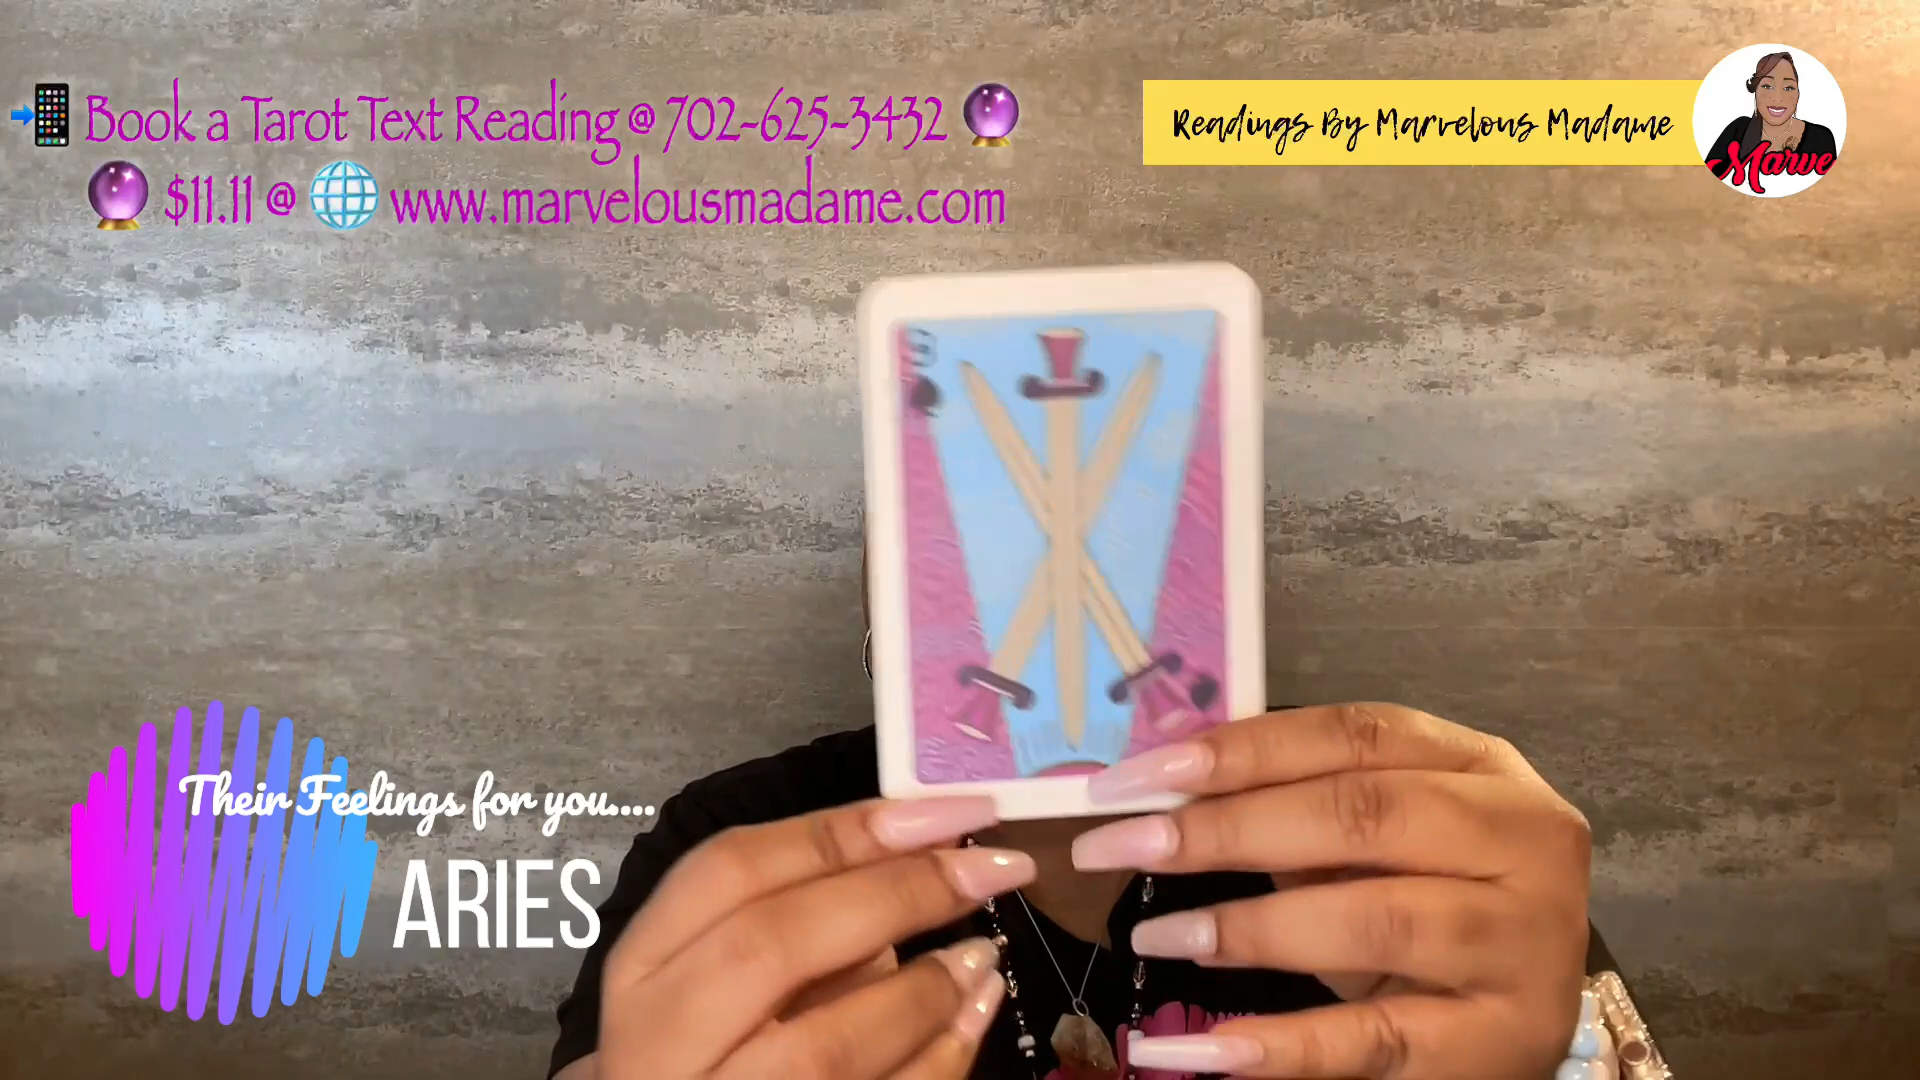 Book a Tarot Text Reading @ 702-625-3432
$11.11 @ www.marvelousmadame.com
Readings By Marvelous Madame
Marve
3
Their Feelings for you....
ARIES